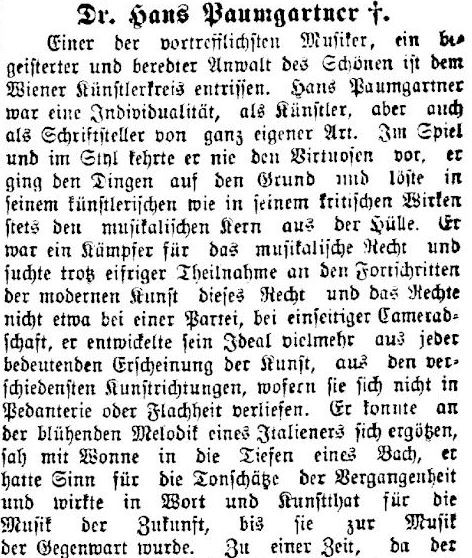 Dr. Hans Paumgartner †.
Einer der vortrefflichsten Musiker, ein be-
geisterter und beredter Anwalt des Schönen ist dem
Wiener Künstlerkreis entrissen. Hans Paumgartner
war eine Individualität, als Künstler, aber auch
als Schriftsteller von ganz eigener Art. Im Spiel
und im Styl kehrte er nie den Virtuosen vor, er
ging den Dingen auf den Grund und löste in
seinem künstlerischen wie in seinem kritischen Wirken
stets den musikalischen Kern aus der Hülle. Er
war ein Kämpfer für das musikalische Recht und
suchte trotz eifriger Theilnahme an den Fortschritten
der modernen Kunst dieses Recht und das Rechte
nicht etwa bei einer Partei, bei einseitiger Camerad-
schaft, er entwickelte sein Ideal vielmehr aus jeder
bedeutenden Erscheinung der Kunst, aus den ver-
schiedensten Kunstrichtungen, wofern sie sich nicht in
Pedanterie oder Flachheit verliefen. Er konnte an
der blühenden Melodik eines Italieners sich ergötzen,
sah mit Wonne in die Tiefen eines Bach, er
hatte Sinn für die Tonschätze der Vergangenheit
und wirkte in Wort und Kunstthat für die
Musik der Zukunft, bis sie zur Musik
der Gegenwart wurde. Zu einer Zeit, da der